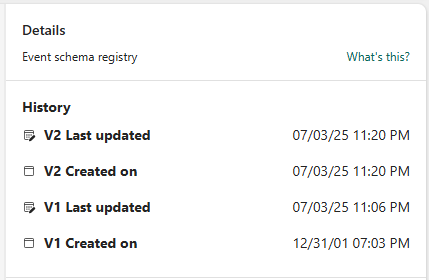 Details
Event schema registry What's this?
History
V2 Last updated 07/03/25 11:20 PM
V2 Created on 07/03/25 11:20 PM
V1 Last updated 07/03/25 11:06 PM
V1 Created on 12/31/01 07:03 PM